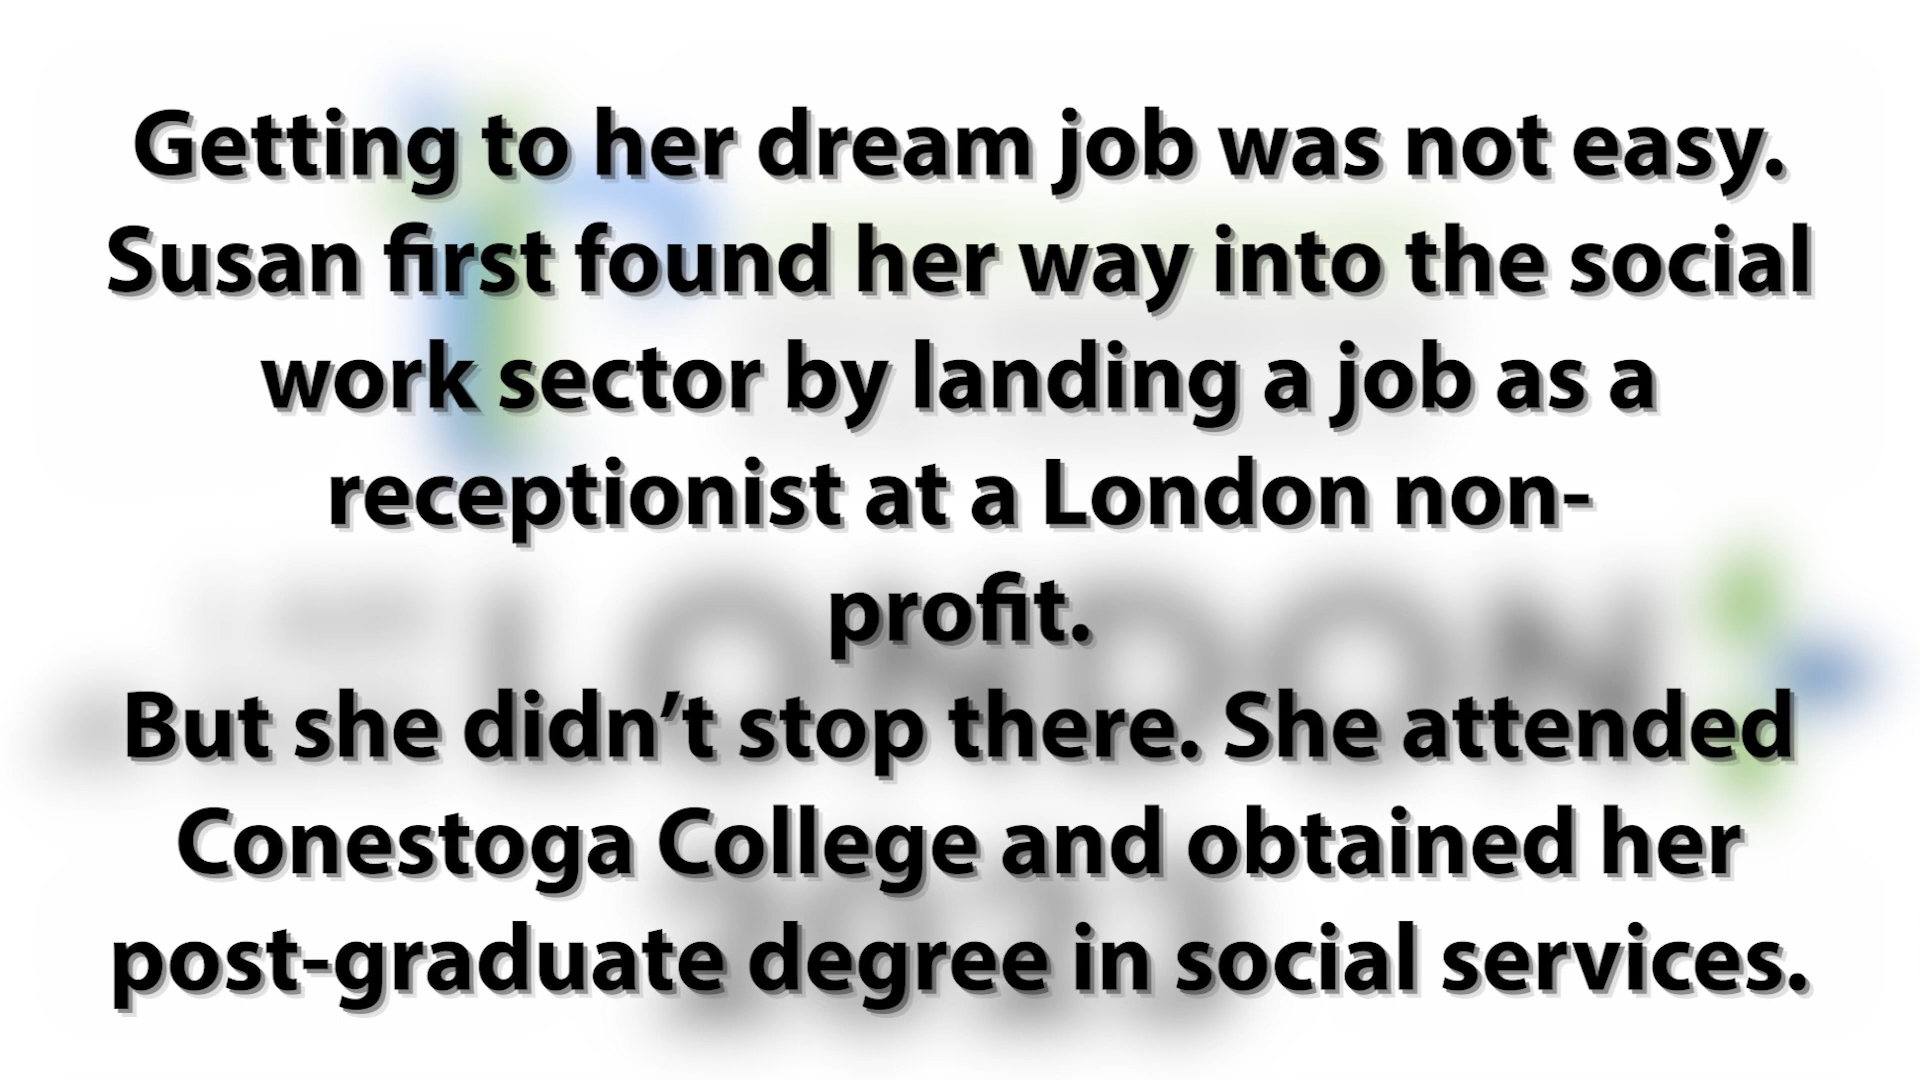 Getting to her dream job was not easy.
Susan first found her way into the social
work sector by landing a job as a
receptionist at a London non-
profit.
But she didn’t stop there. She attended
Conestoga College and obtained her
post-graduate degree in social services.